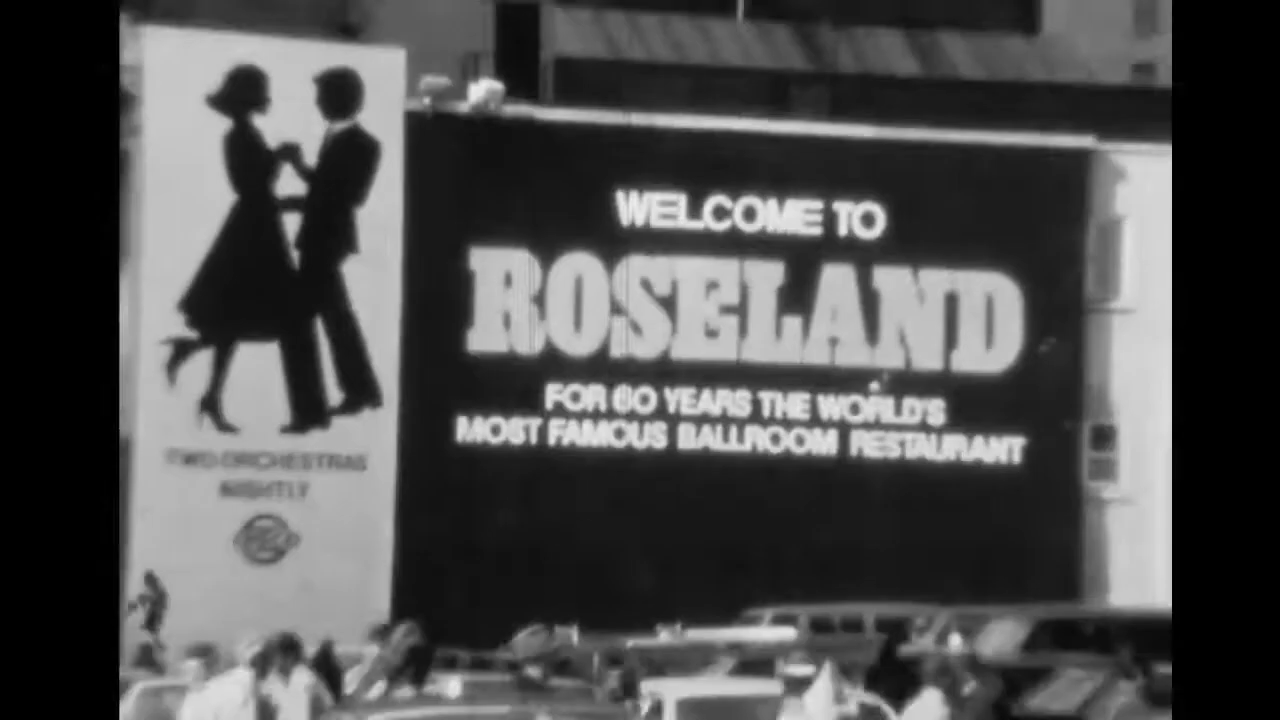 WELCOME TO
ROSELAND
FOR 60 YEARS THE WORLD'S
MOST FAMOUS BALLROOM RESTAURANT
TWO ORCHESTRAS
NIGHTLY